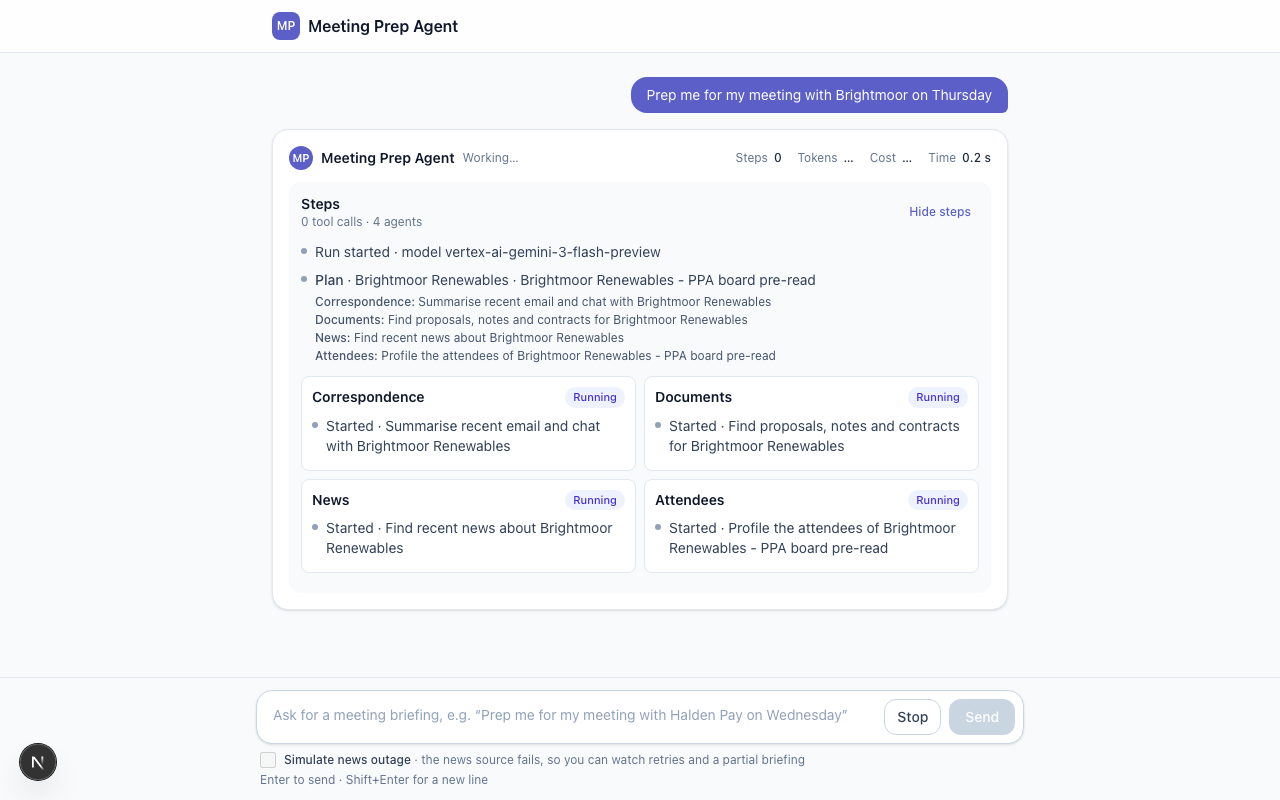 MP Meeting Prep Agent
Prep me for my meeting with Brightmoor on Thursday
MP Meeting Prep Agent Working... Steps 0 Tokens ... Cost ... Time 0.2 s
Steps
0 tool calls · 4 agents
Hide steps
Run started · model vertex-ai-gemini-3-flash-preview
Plan · Brightmoor Renewables · Brightmoor Renewables - PPA board pre-read
Correspondence: Summarise recent email and chat with Brightmoor Renewables
Documents: Find proposals, notes and contracts for Brightmoor Renewables
News: Find recent news about Brightmoor Renewables
Attendees: Profile the attendees of Brightmoor Renewables - PPA board pre-read
Correspondence Running
Started · Summarise recent email and chat
with Brightmoor Renewables
Documents Running
Started · Find proposals, notes and contracts
for Brightmoor Renewables
News Running
Started · Find recent news about Brightmoor
Renewables
Attendees Running
Started · Profile the attendees of Brightmoor
Renewables - PPA board pre-read
Ask for a meeting briefing, e.g. “Prep me for my meeting with Halden Pay on Wednesday” Stop Send
Simulate news outage · the news source fails, so you can watch retries and a partial briefing
Enter to send · Shift+Enter for a new line
N